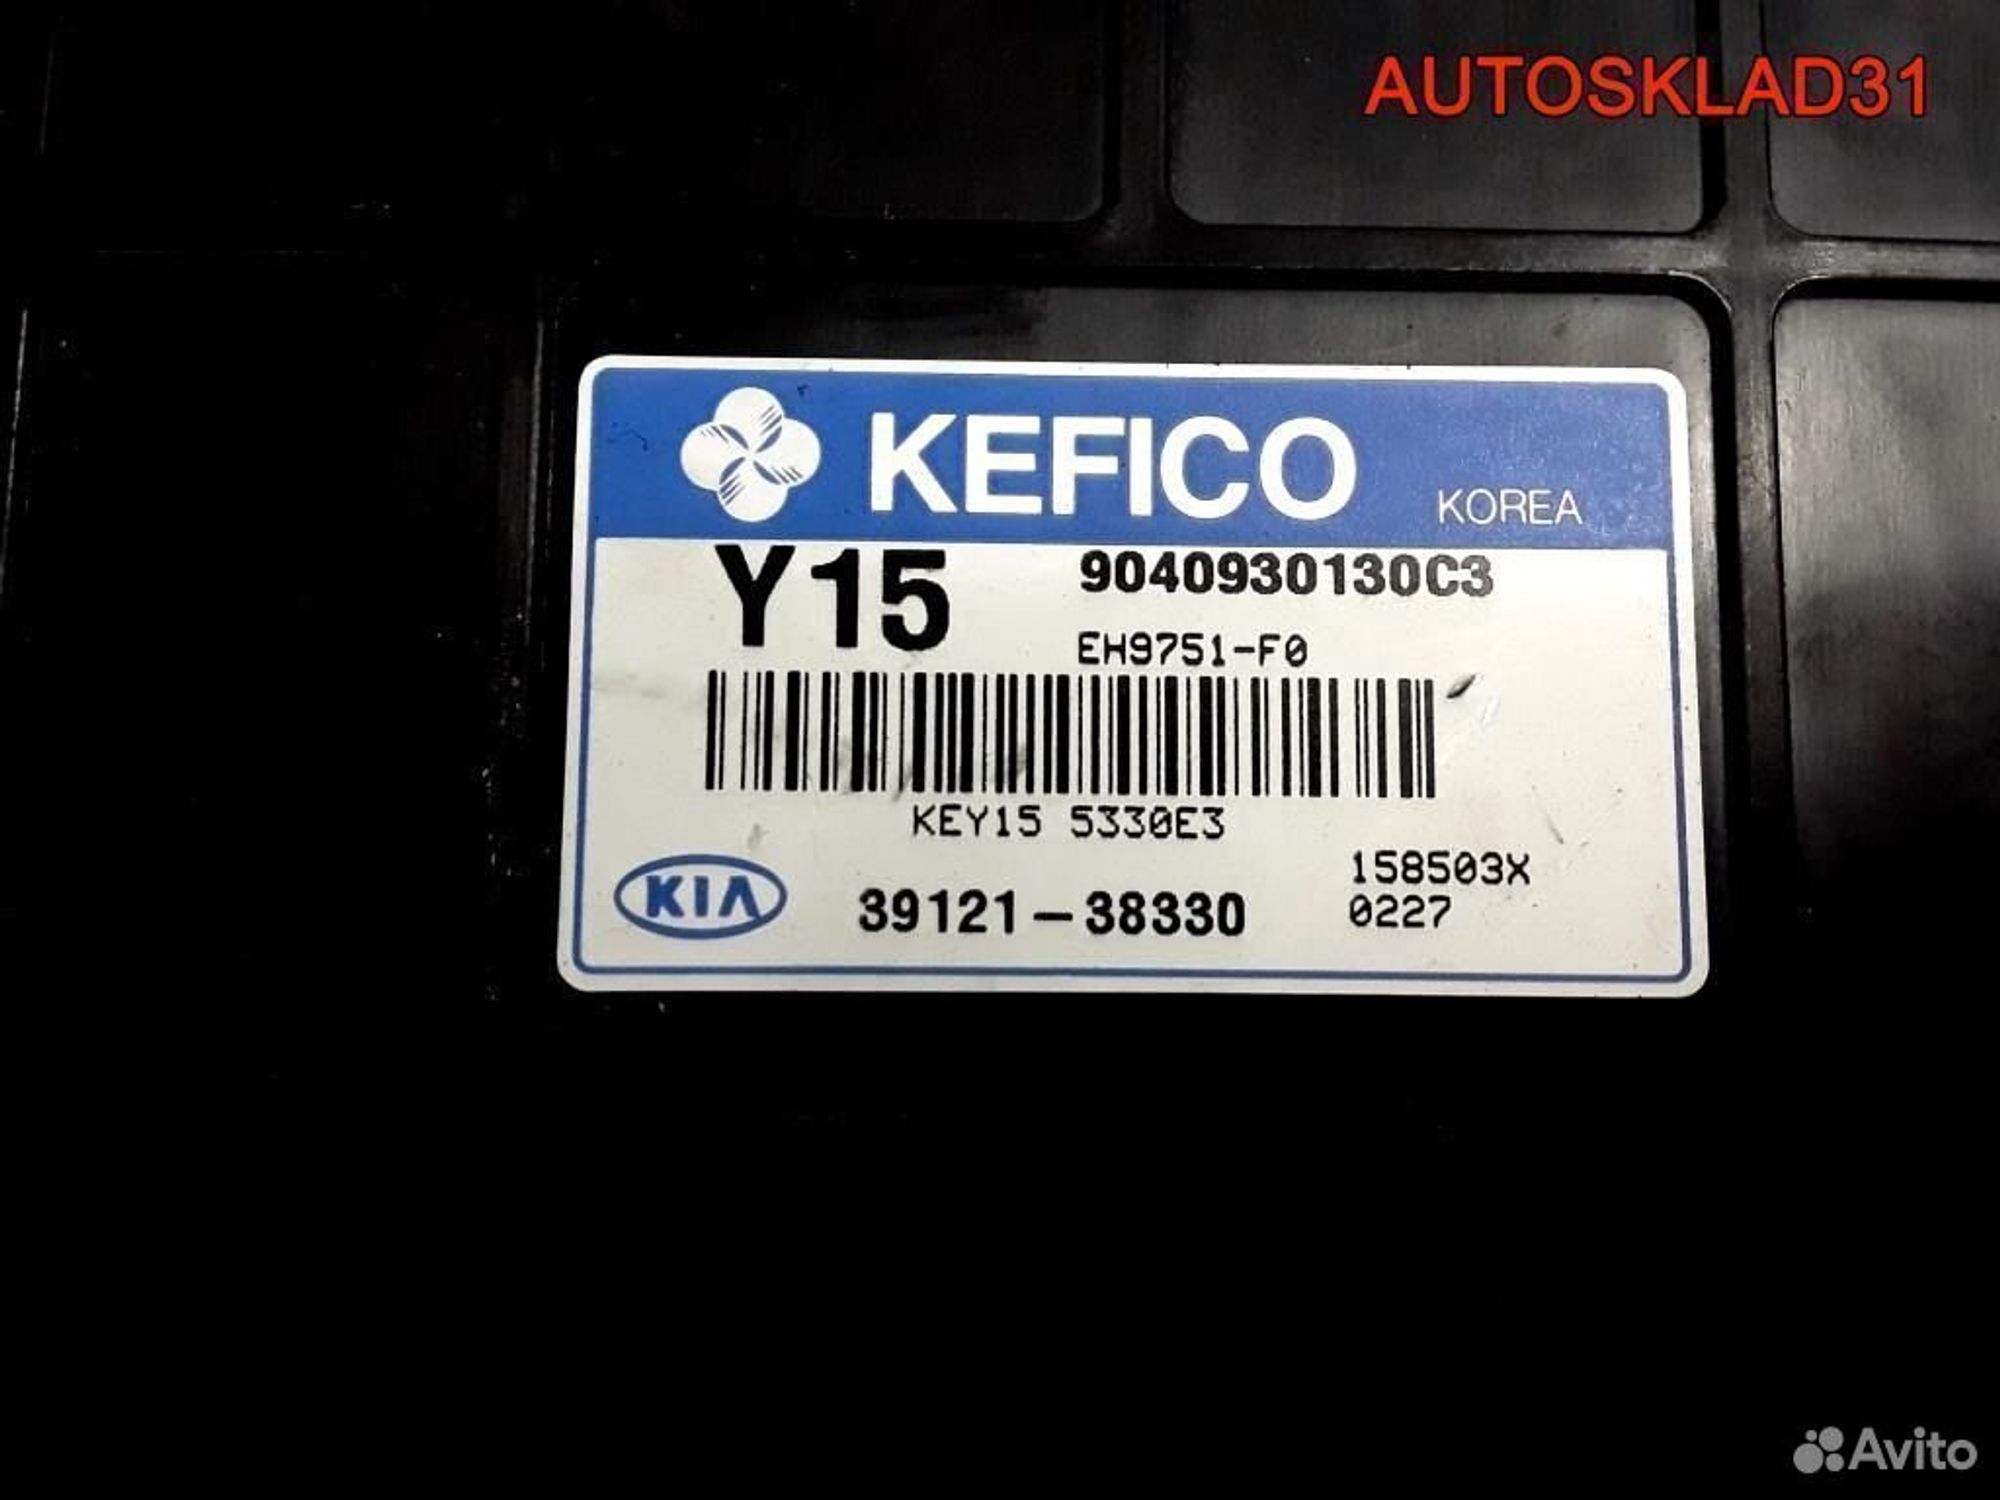 AUTOSKLAD31
KEFICO KOREA
Y15 9040930130C3
EH9751-F0
KEY15 5330E3
KIA 39121-38330 158503X
0227
Avito